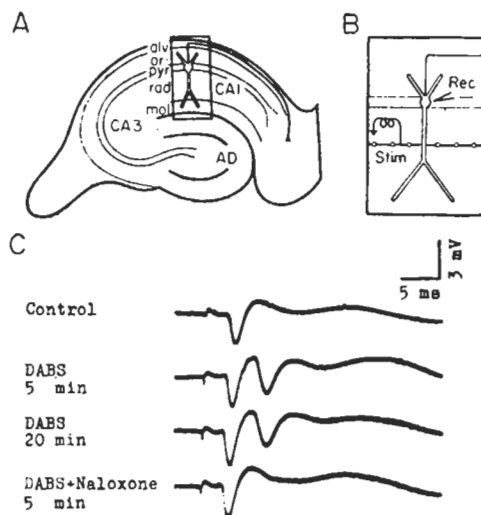 A
alv
or
pyr
rad
mol
CA1
CA3
AD
B
Rec
Stim
C
3 mV
5 ms
Control
DABS
5 min
DABS
20 min
DABS+Naloxone
5 min